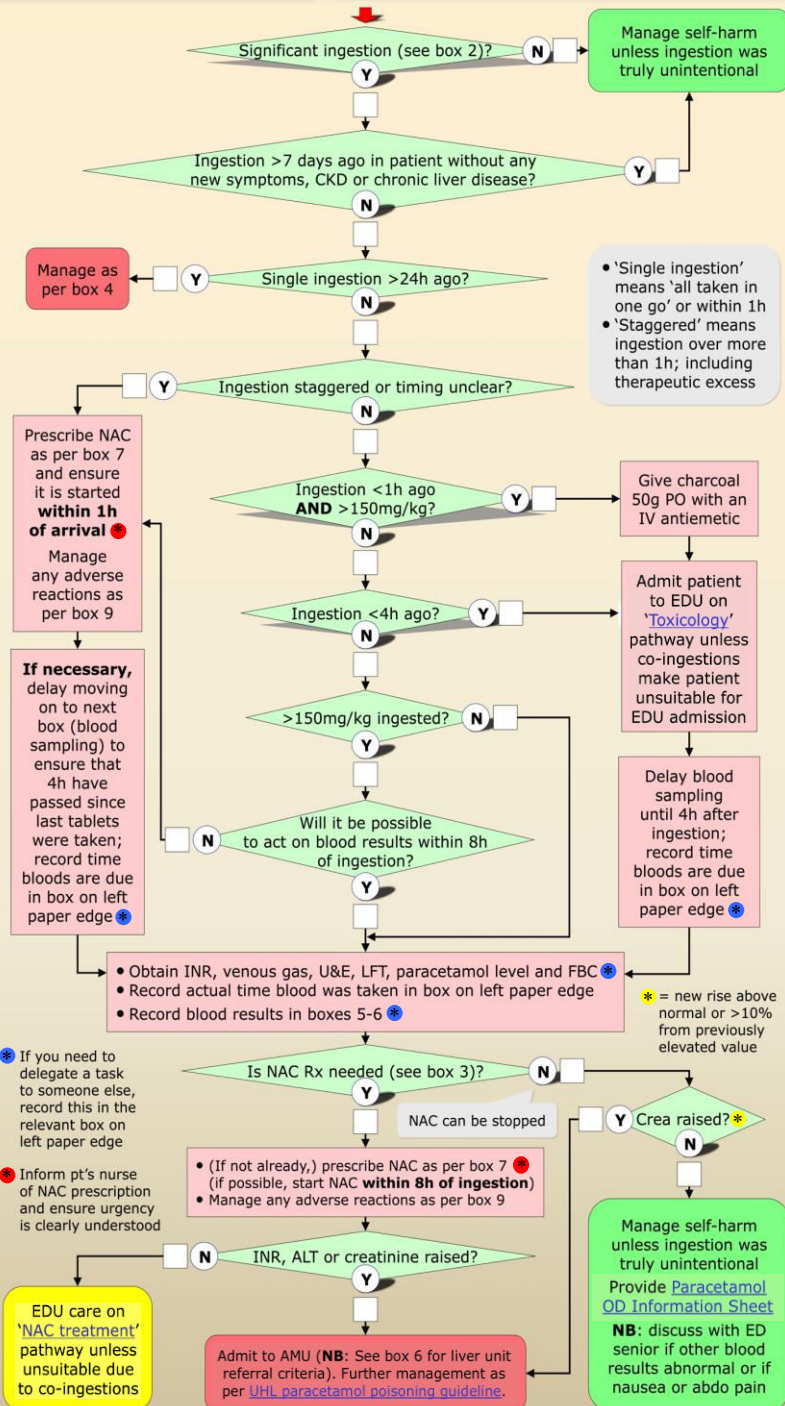 Significant ingestion (see box 2)?
N
Y
Manage self-harm
unless ingestion was
truly unintentional
Ingestion >7 days ago in patient without any
new symptoms, CKD or chronic liver disease?
Y
N
Manage as
per box 4
Y
Single ingestion >24h ago?
N
• ‘Single ingestion’
means ‘all taken in
one go’ or within 1h
• ‘Staggered’ means
ingestion over more
than 1h; including
therapeutic excess
Y
Ingestion staggered or timing unclear?
N
Prescribe NAC
as per box 7
and ensure
it is started
within 1h
of arrival *
Manage
any adverse
reactions as
per box 9
Ingestion <1h ago
AND >150mg/kg?
Y
N
Give charcoal
50g PO with an
IV antiemetic
Ingestion <4h ago?
Y
N
Admit patient
to EDU on
‘Toxicology’
pathway unless
co-ingestions
make patient
unsuitable for
EDU admission
If necessary,
delay moving
on to next
box (blood
sampling) to
ensure that
4h have
passed since
last tablets
were taken;
record time
bloods are due
in box on left
paper edge *
>150mg/kg ingested?
N
Y
Will it be possible
to act on blood results within 8h
of ingestion?
N
Y
Delay blood
sampling
until 4h after
ingestion;
record time
bloods are due
in box on left
paper edge *
• Obtain INR, venous gas, U&E, LFT, paracetamol level and FBC *
• Record actual time blood was taken in box on left paper edge
• Record blood results in boxes 5-6 *
* = new rise above
normal or >10%
from previously
elevated value
* If you need to
delegate a task
to someone else,
record this in the
relevant box on
left paper edge
* Inform pt’s nurse
of NAC prescription
and ensure urgency
is clearly understood
Is NAC Rx needed (see box 3)?
N
Y
NAC can be stopped
Y
Crea raised? *
N
• (If not already,) prescribe NAC as per box 7 *
(if possible, start NAC within 8h of ingestion)
• Manage any adverse reactions as per box 9
N
INR, ALT or creatinine raised?
Y
EDU care on
‘NAC treatment’
pathway unless
unsuitable due
to co-ingestions
Admit to AMU (NB: See box 6 for liver unit
referral criteria). Further management as
per UHL paracetamol poisoning guideline.
Manage self-harm
unless ingestion was
truly unintentional
Provide Paracetamol
OD Information Sheet
NB: discuss with ED
senior if other blood
results abnormal or if
nausea or abdo pain